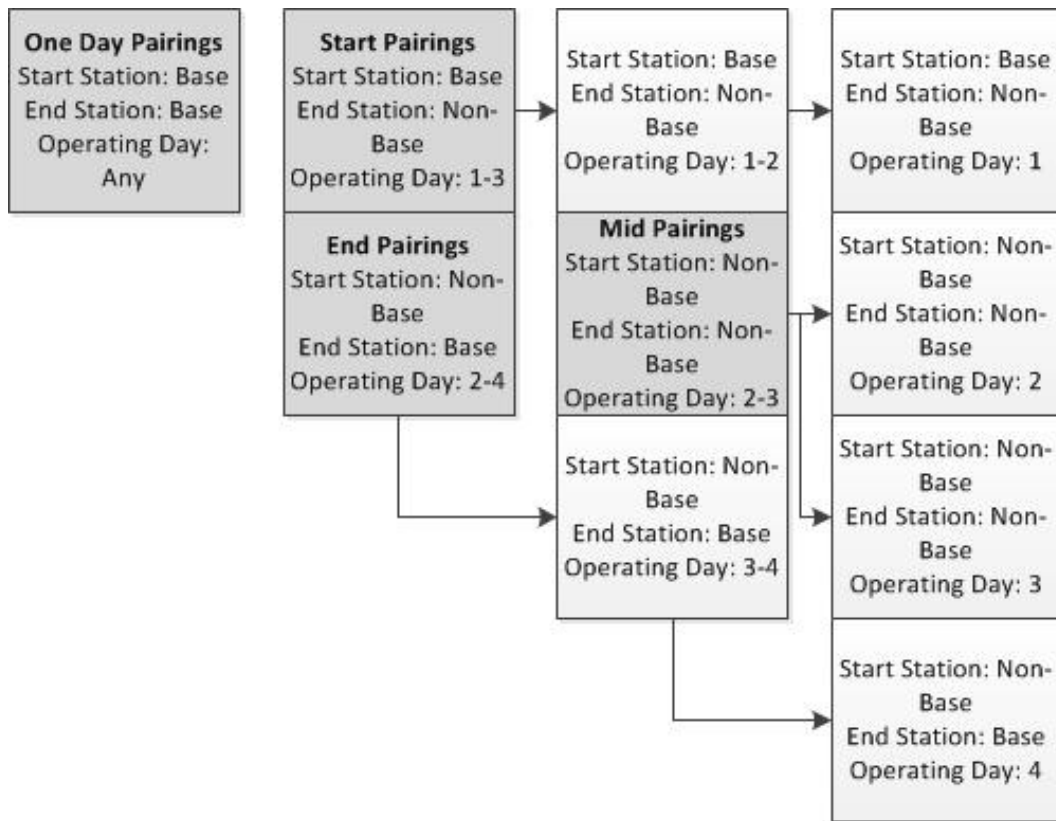 One Day Pairings
Start Station: Base
End Station: Base
Operating Day:
Any
Start Pairings
Start Station: Base
End Station: Non-
Base
Operating Day: 1-3
End Pairings
Start Station: Non-
Base
End Station: Base
Operating Day: 2-4
Start Station: Base
End Station: Non-
Base
Operating Day: 1-2
Mid Pairings
Start Station: Non-
Base
End Station: Non-
Base
Operating Day: 2-3
Start Station: Non-
Base
End Station: Base
Operating Day: 3-4
Start Station: Base
End Station: Non-
Base
Operating Day: 1
Start Station: Non-
Base
End Station: Non-
Base
Operating Day: 2
Start Station: Non-
Base
End Station: Non-
Base
Operating Day: 3
Start Station: Non-
Base
End Station: Base
Operating Day: 4